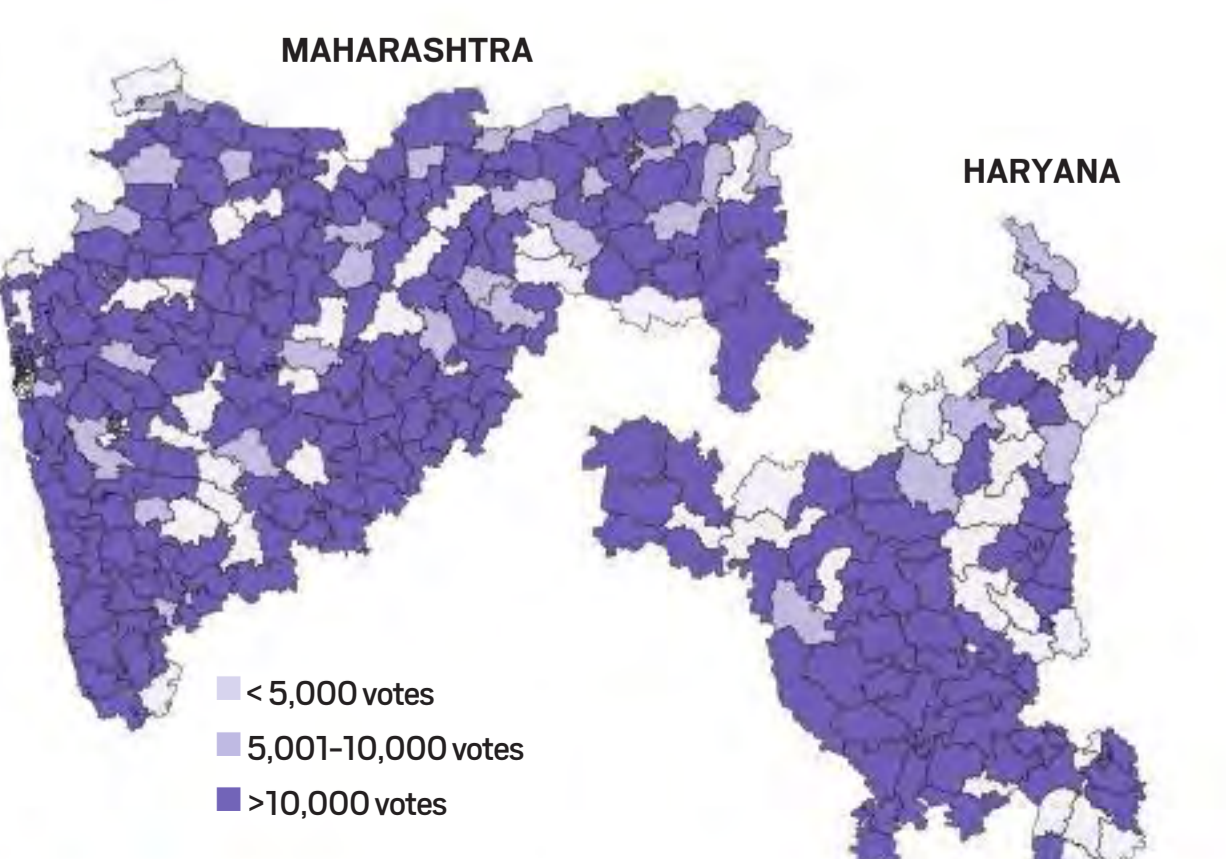 MAHARASHTRA
HARYANA
< 5,000 votes
5,001-10,000 votes
>10,000 votes